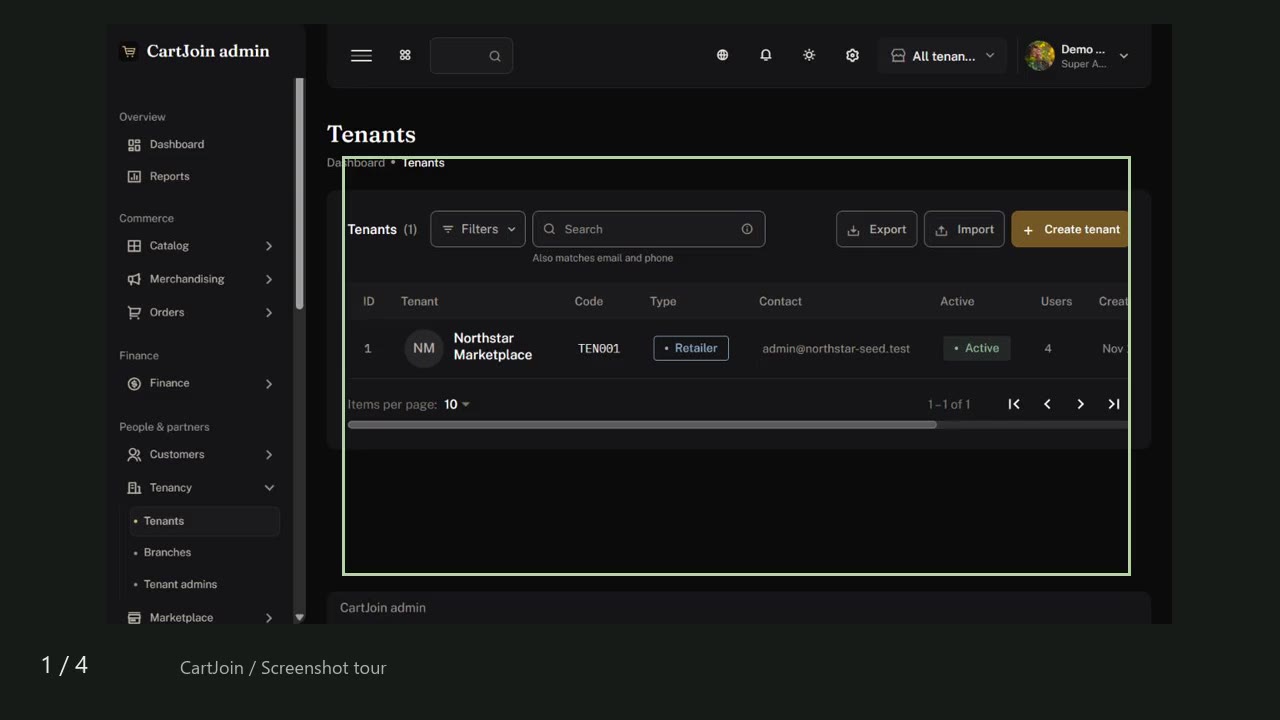 CartJoin admin
All tenan...
Demo ...
Super A...
Overview
Dashboard
Reports
Commerce
Catalog
Merchandising
Orders
Finance
Finance
People & partners
Customers
Tenancy
Tenants
Branches
Tenant admins
Marketplace
Tenants
Dashboard • Tenants
Tenants (1)
Filters
Search
Export
Import
+ Create tenant
Also matches email and phone
ID Tenant Code Type Contact Active Users Creat
1 NM Northstar Marketplace TEN001 • Retailer admin@northstar-seed.test • Active 4 Nov
Items per page: 10
1 – 1 of 1
CartJoin admin
1 / 4
CartJoin / Screenshot tour